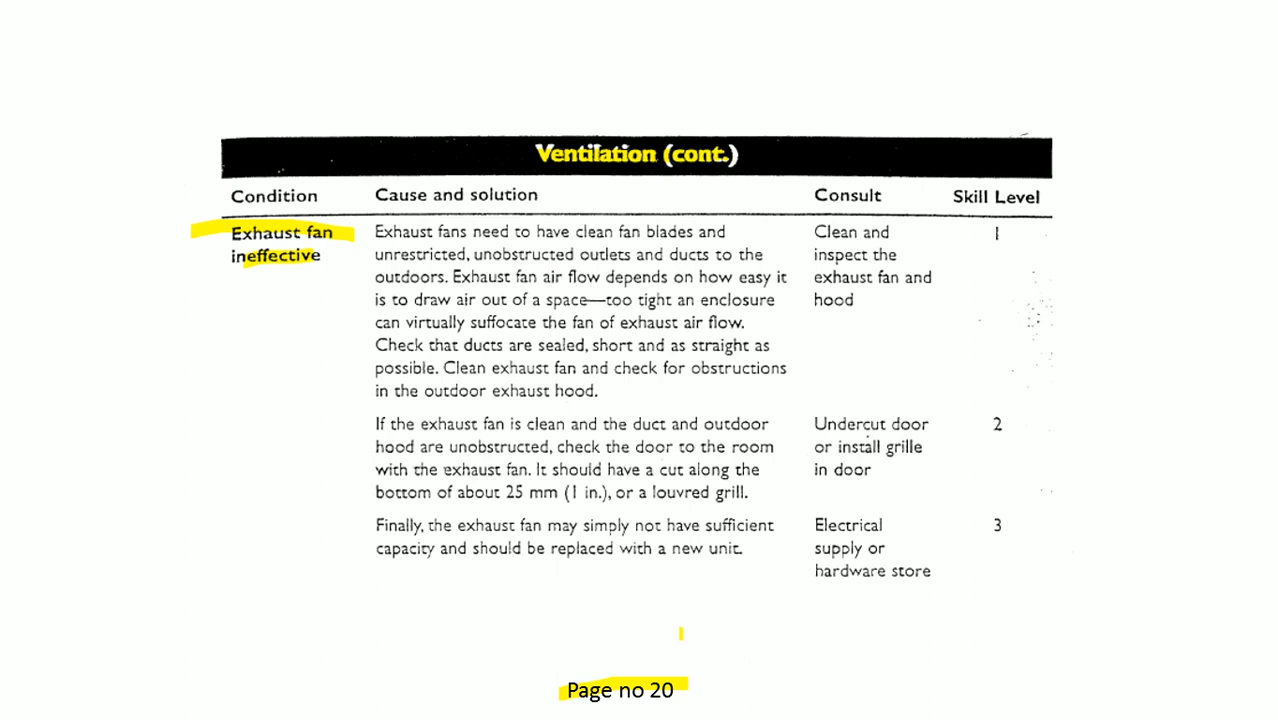 Ventilation (cont.)
Condition Cause and solution Consult Skill Level
Exhaust fan
ineffective
Exhaust fans need to have clean fan blades and
unrestricted, unobstructed outlets and ducts to the
outdoors. Exhaust fan air flow depends on how easy it
is to draw air out of a space—too tight an enclosure
can virtually suffocate the fan of exhaust air flow.
Check that ducts are sealed, short and as straight as
possible. Clean exhaust fan and check for obstructions
in the outdoor exhaust hood.
Clean and
inspect the
exhaust fan and
hood
1
If the exhaust fan is clean and the duct and outdoor
hood are unobstructed, check the door to the room
with the exhaust fan. It should have a cut along the
bottom of about 25 mm (1 in.), or a louvred grill.
Undercut door
or install grille
in door
2
Finally, the exhaust fan may simply not have sufficient
capacity and should be replaced with a new unit.
Electrical
supply or
hardware store
3
Page no 20